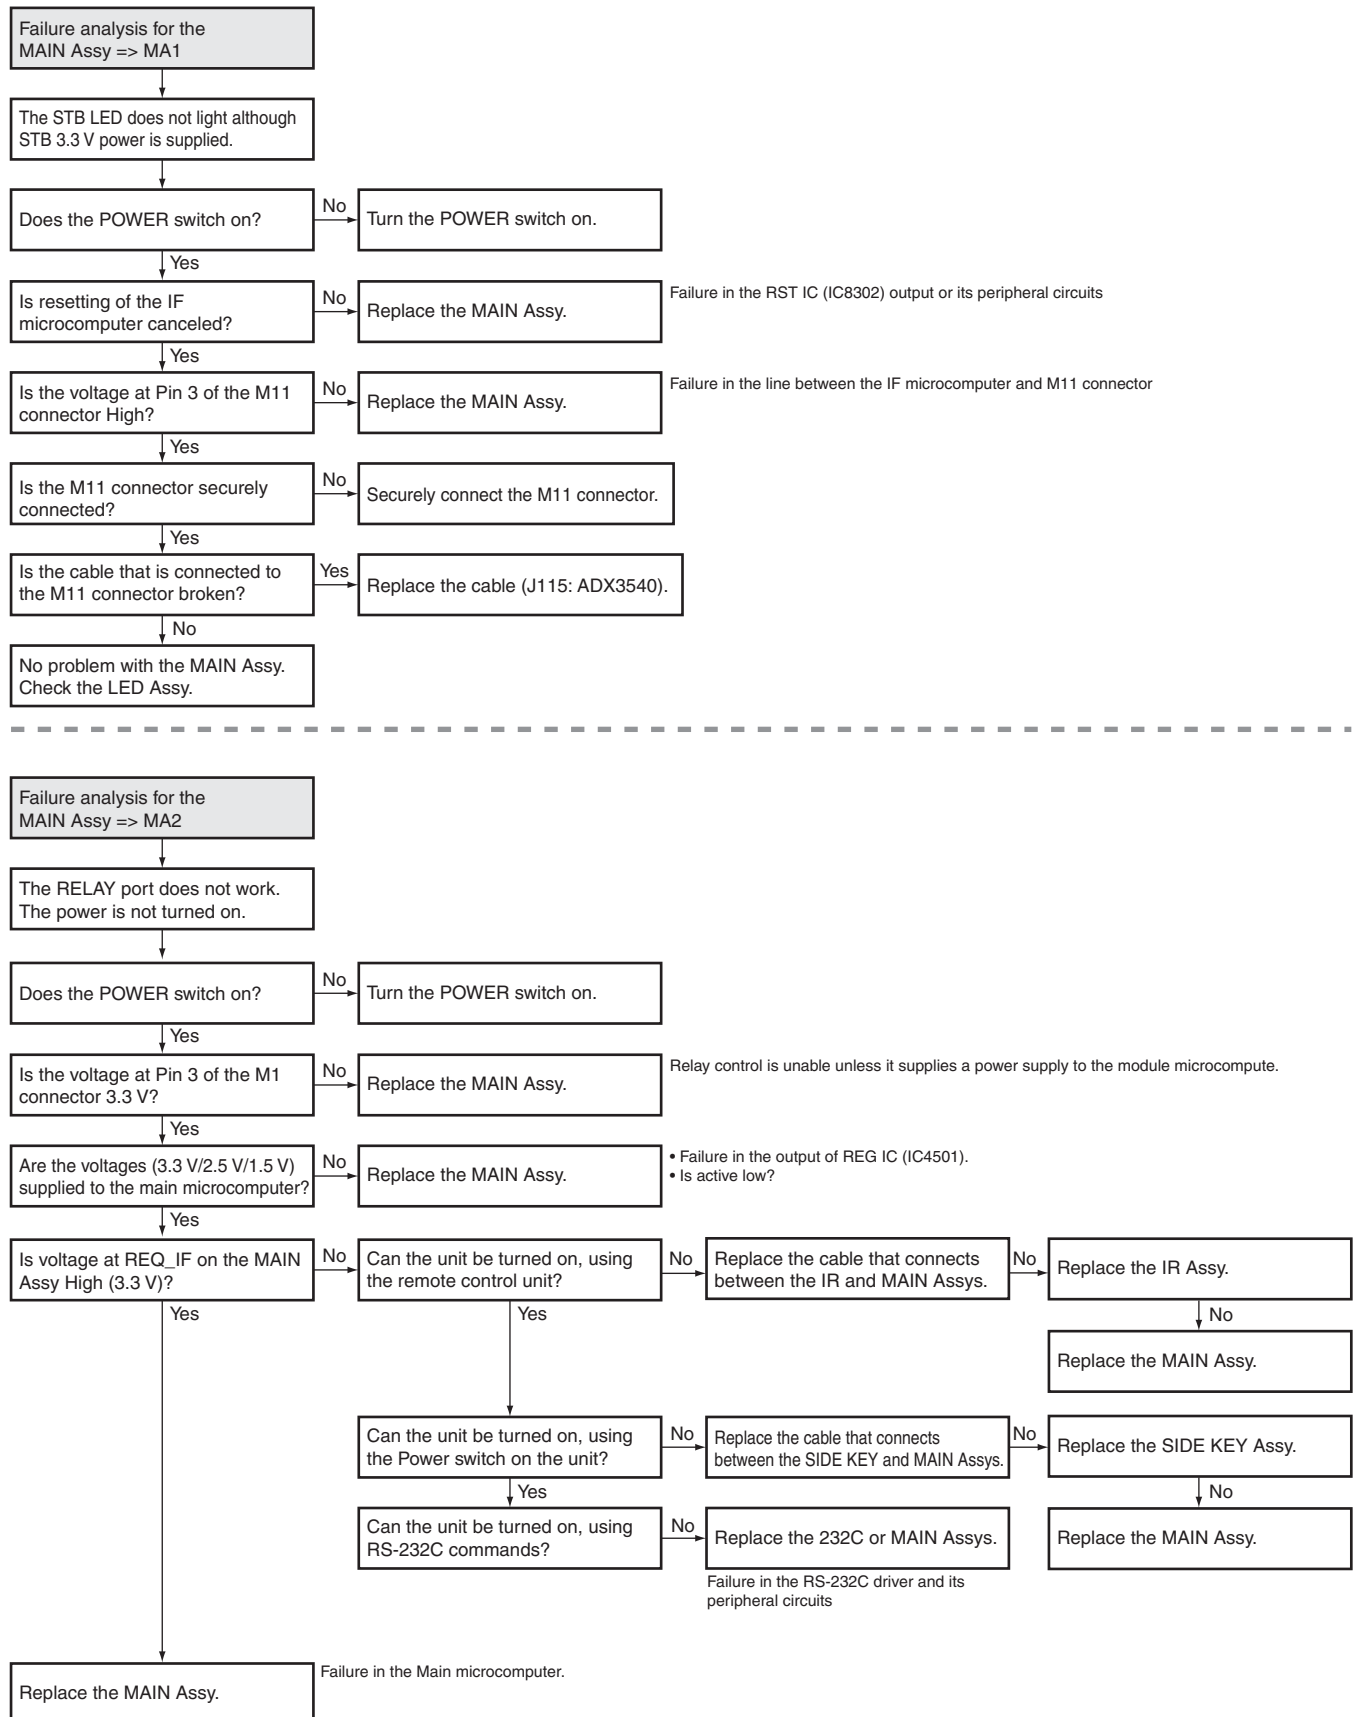 Failure analysis for the
MAIN Assy => MA1
The STB LED does not light although
STB 3.3 V power is supplied.
Does the POWER switch on?
No
Turn the POWER switch on.
Yes
Is resetting of the IF
microcomputer canceled?
No
Replace the MAIN Assy.
Failure in the RST IC (IC8302) output or its peripheral circuits
Yes
Is the voltage at Pin 3 of the M11
connector High?
No
Replace the MAIN Assy.
Failure in the line between the IF microcomputer and M11 connector
Yes
Is the M11 connector securely
connected?
No
Securely connect the M11 connector.
Yes
Is the cable that is connected to
the M11 connector broken?
Yes
Replace the cable (J115: ADX3540).
No
No problem with the MAIN Assy.
Check the LED Assy.
Failure analysis for the
MAIN Assy => MA2
The RELAY port does not work.
The power is not turned on.
Does the POWER switch on?
No
Turn the POWER switch on.
Yes
Is the voltage at Pin 3 of the M1
connector 3.3 V?
No
Replace the MAIN Assy.
Relay control is unable unless it supplies a power supply to the module microcompute.
Yes
Are the voltages (3.3 V/2.5 V/1.5 V)
supplied to the main microcomputer?
No
Replace the MAIN Assy.
• Failure in the output of REG IC (IC4501).
• Is active low?
Yes
Is voltage at REQ_IF on the MAIN
Assy High (3.3 V)?
No
Can the unit be turned on, using
the remote control unit?
No
Replace the cable that connects
between the IR and MAIN Assys.
No
Replace the IR Assy.
No
Replace the MAIN Assy.
Yes
Yes
Can the unit be turned on, using
the Power switch on the unit?
No
Replace the cable that connects
between the SIDE KEY and MAIN Assys.
No
Replace the SIDE KEY Assy.
No
Replace the MAIN Assy.
Yes
Can the unit be turned on, using
RS-232C commands?
No
Replace the 232C or MAIN Assys.
Failure in the RS-232C driver and its
peripheral circuits
Replace the MAIN Assy.
Failure in the Main microcomputer.